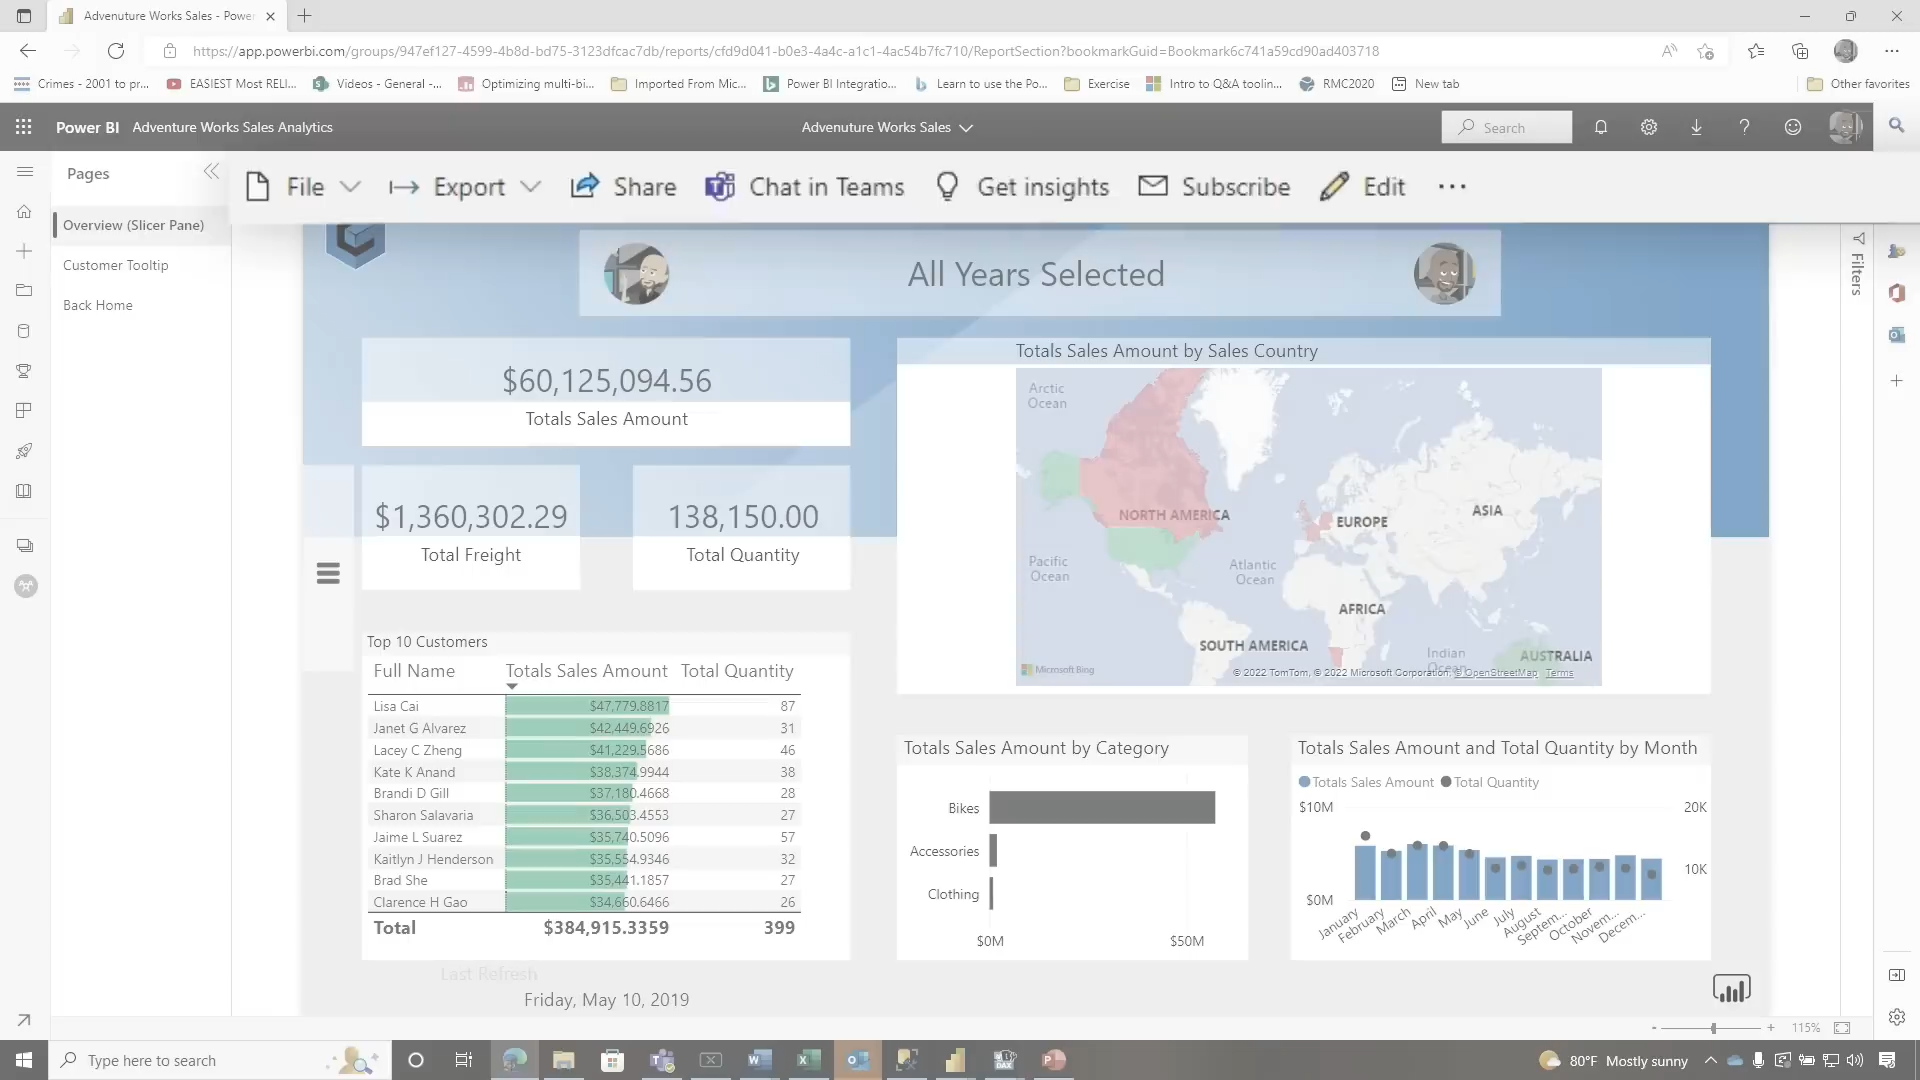 Advenuture Works Sales - Power
https://app.powerbi.com/groups/947ef127-4599-4b8d-bd75-3123dfcac7db/reports/cfd9d041-b0e3-4a4c-a1c1-4ac54b7fc710/ReportSection?bookmarkGuid=Bookmark6c741a59cd90ad403718
Crimes - 2001 to pr... EASIEST Most RELI... Videos - General -... Optimizing multi-bi... Imported From Mic... Power BI Integratio... Learn to use the Po... Exercise Intro to Q&A toolin... RMC2020 New tab Other favorites
Power BI Adventure Works Sales Analytics Advenuture Works Sales Search
Pages
File Export Share Chat in Teams Get insights Subscribe Edit ...
Overview (Slicer Pane)
Customer Tooltip
Back Home
Filters
All Years Selected
$60,125,094.56
Totals Sales Amount
$1,360,302.29
Total Freight
138,150.00
Total Quantity
Totals Sales Amount by Sales Country
Arctic
Ocean
NORTH AMERICA
EUROPE
ASIA
Pacific
Ocean
Atlantic
Ocean
AFRICA
SOUTH AMERICA
Indian
Ocean
AUSTRALIA
Microsoft Bing
© 2022 TomTom, © 2022 Microsoft Corporation, © OpenStreetMap Terms
Top 10 Customers
Full Name Totals Sales Amount Total Quantity
Lisa Cai $47,779.8817 87
Janet G Alvarez $42,449.6926 31
Lacey C Zheng $41,229.5686 46
Kate K Anand $38,374.9944 38
Brandi D Gill $37,180.4668 28
Sharon Salavaria $36,503.4553 27
Jaime L Suarez $35,740.5096 57
Kaitlyn J Henderson $35,554.9346 32
Brad She $35,441.1857 27
Clarence H Gao $34,660.6466 26
Total $384,915.3359 399
Last Refresh
Friday, May 10, 2019
Totals Sales Amount by Category
Bikes
Accessories
Clothing
$0M $50M
Totals Sales Amount and Total Quantity by Month
Totals Sales Amount Total Quantity
$10M 20K
10K
$0M
January February March April May June July August Septem... October Novem... Decem...
- + 115%
Type here to search
80°F Mostly sunny